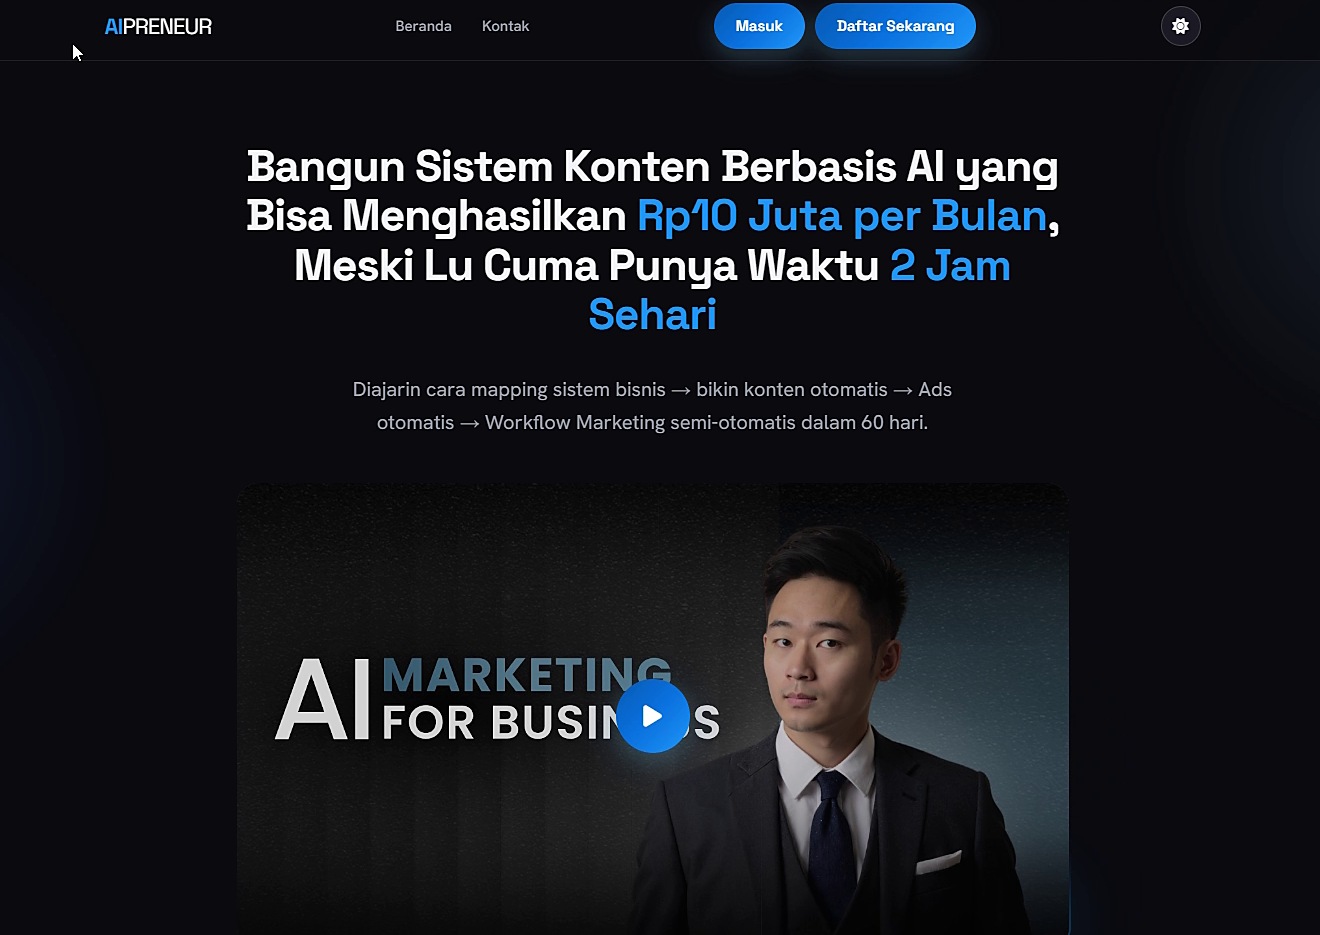 AIPRENEUR
Beranda
Kontak
Masuk
Daftar Sekarang
Bangun Sistem Konten Berbasis AI yang
Bisa Menghasilkan Rp10 Juta per Bulan,
Meski Lu Cuma Punya Waktu 2 Jam
Sehari
Diajarin cara mapping sistem bisnis → bikin konten otomatis → Ads
otomatis → Workflow Marketing semi-otomatis dalam 60 hari.
AI MARKETING
FOR